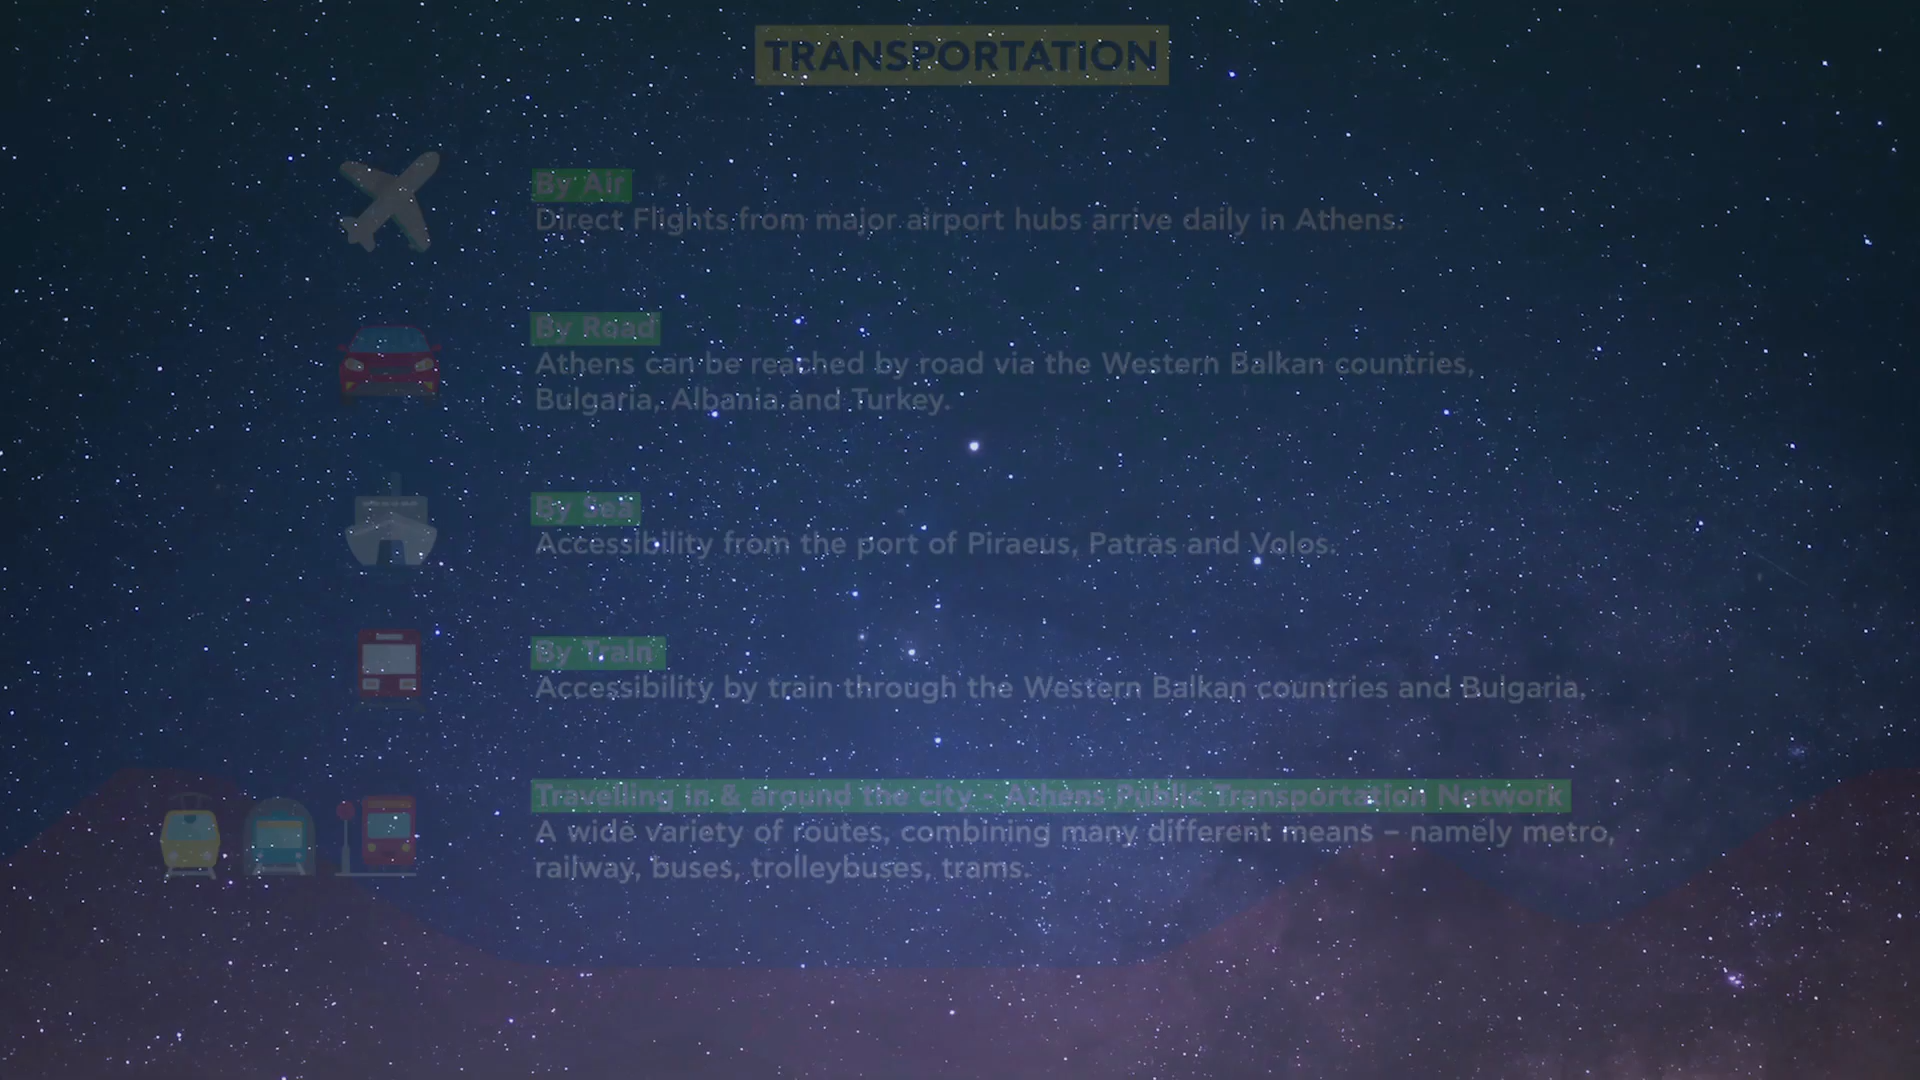 TRANSPORTATION
By Air
Direct Flights from major airport hubs arrive daily in Athens.
By Road
Athens can be reached by road via the Western Balkan countries,
Bulgaria, Albania and Turkey.
By Sea
Accessibility from the port of Piraeus, Patras and Volos.
By Train
Accessibility by train through the Western Balkan countries and Bulgaria.
Travelling in & around the city - Athens Public Transportation Network
A wide variety of routes, combining many different means – namely metro,
railway, buses, trolleybuses, trams.